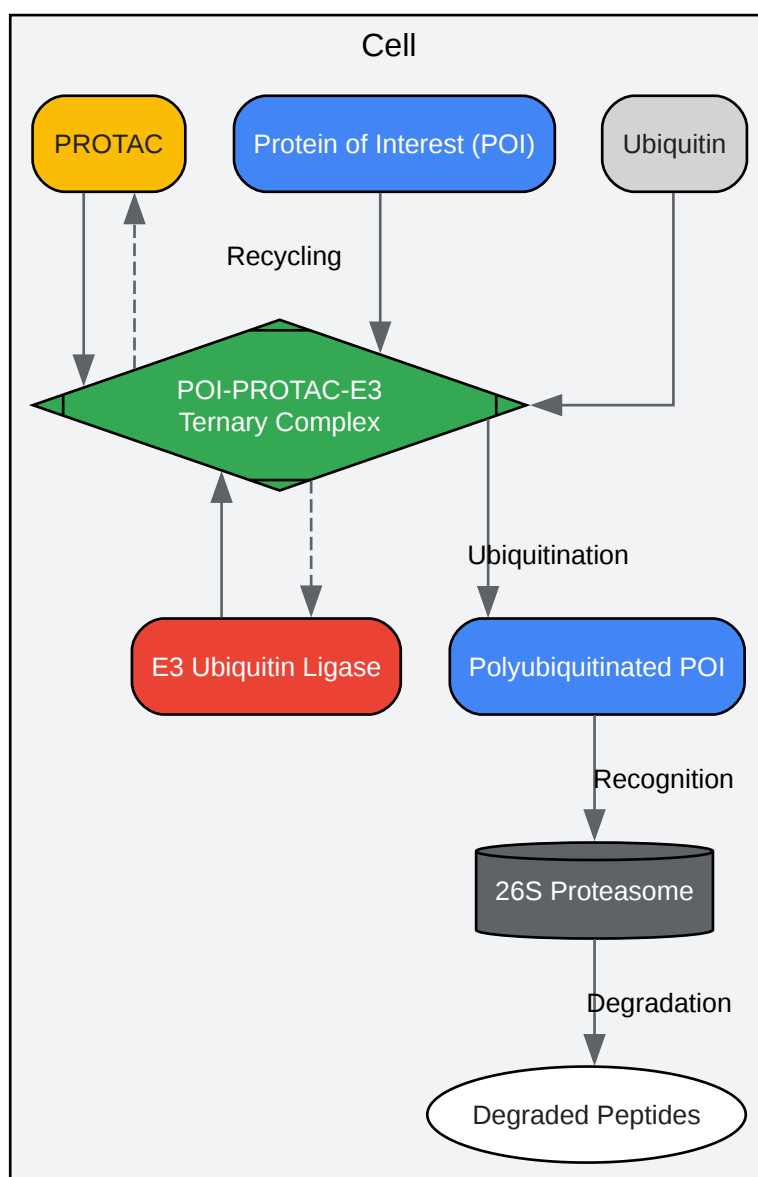 Cell
PROTAC
Protein of Interest (POI)
Ubiquitin
Recycling
POI-PROTAC-E3
Ternary Complex
Ubiquitination
E3 Ubiquitin Ligase
Polyubiquitinated POI
Recognition
26S Proteasome
Degradation
Degraded Peptides